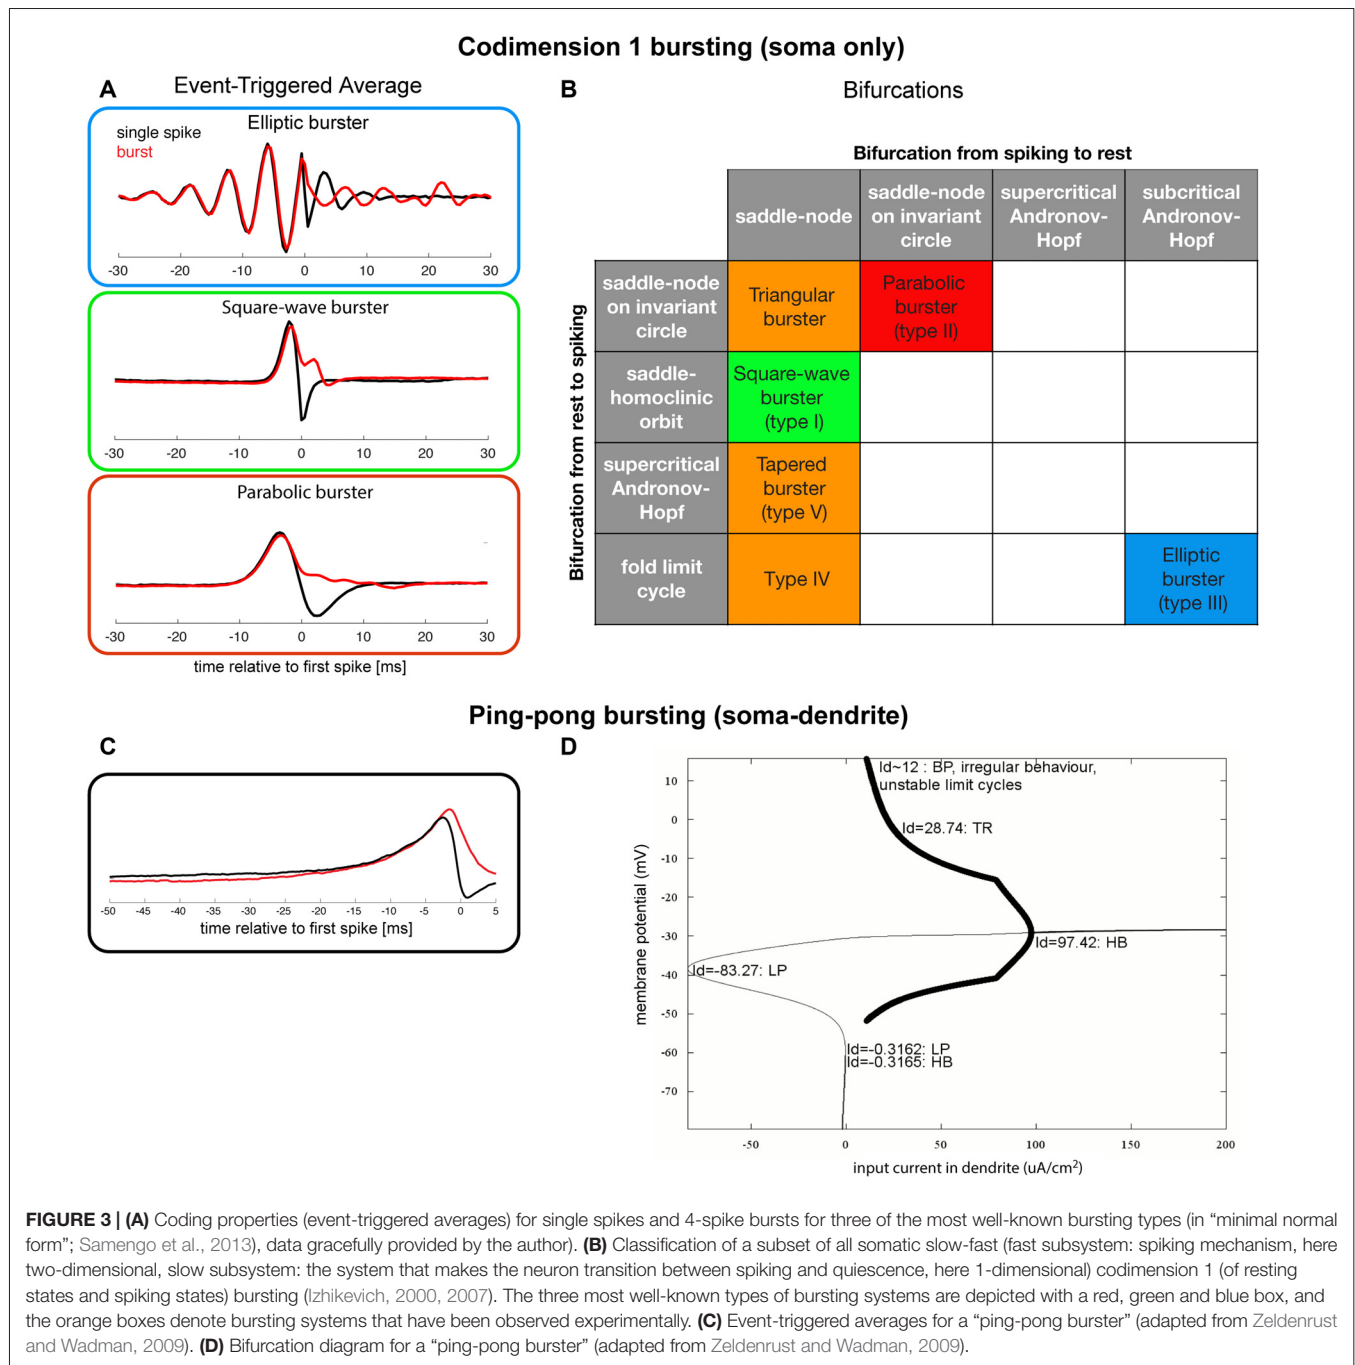 Codimension 1 bursting (soma only)
A
Event-Triggered Average
Elliptic burster
single spike
burst
-30 -20 -10 0 10 20 30
Square-wave burster
-30 -20 -10 0 10 20 30
Parabolic burster
-30 -20 -10 0 10 20 30
time relative to first spike [ms]
B
Bifurcations
Bifurcation from spiking to rest
Bifurcation from rest to spiking
saddle-node
saddle-node
on invariant
circle
supercritical
Andronov-
Hopf
subcritical
Andronov-
Hopf
saddle-node
on invariant
circle
Triangular
burster
Parabolic
burster
(type II)
saddle-
homoclinic
orbit
Square-wave
burster
(type I)
supercritical
Andronov-
Hopf
Tapered
burster
(type V)
fold limit
cycle
Type IV
Elliptic
burster
(type III)
Ping-pong bursting (soma-dendrite)
C
-50 -45 -40 -35 -30 -25 -20 -15 -10 -5 0 5
time relative to first spike [ms]
D
membrane potential (mV)
10
0
-10
-20
-30
-40
-50
-60
-70
Id~12 : BP, irregular behaviour,
unstable limit cycles
Id=28.74: TR
Id=97.42: HB
Id=-83.27: LP
Id=-0.3162: LP
Id=-0.3165: HB
-50 0 50 100 150 200
input current in dendrite (uA/cm²)
FIGURE 3 | (A) Coding properties (event-triggered averages) for single spikes and 4-spike bursts for three of the most well-known bursting types (in “minimal normal
form”; Samengo et al., 2013), data gracefully provided by the author). (B) Classification of a subset of all somatic slow-fast (fast subsystem: spiking mechanism, here
two-dimensional, slow subsystem: the system that makes the neuron transition between spiking and quiescence, here 1-dimensional) codimension 1 (of resting
states and spiking states) bursting (Izhikevich, 2000, 2007). The three most well-known types of bursting systems are depicted with a red, green and blue box, and
the orange boxes denote bursting systems that have been observed experimentally. (C) Event-triggered averages for a “ping-pong burster” (adapted from Zeldenrust
and Wadman, 2009). (D) Bifurcation diagram for a “ping-pong burster” (adapted from Zeldenrust and Wadman, 2009).